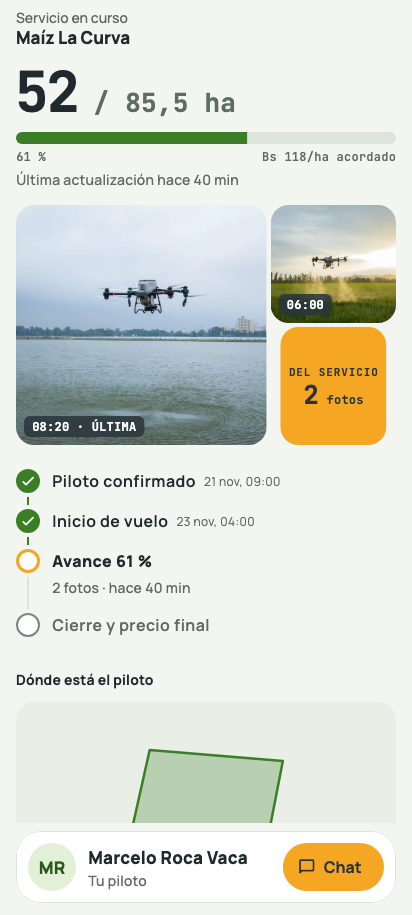 Servicio en curso
Maíz La Curva
52 / 85,5 ha
61 %
Bs 118/ha acordado
Última actualización hace 40 min
08:20 · ÚLTIMA
06:00
DEL SERVICIO
2 fotos
Piloto confirmado 21 nov, 09:00
Inicio de vuelo 23 nov, 04:00
Avance 61 %
2 fotos · hace 40 min
Cierre y precio final
Dónde está el piloto
MR
Marcelo Roca Vaca
Tu piloto
Chat